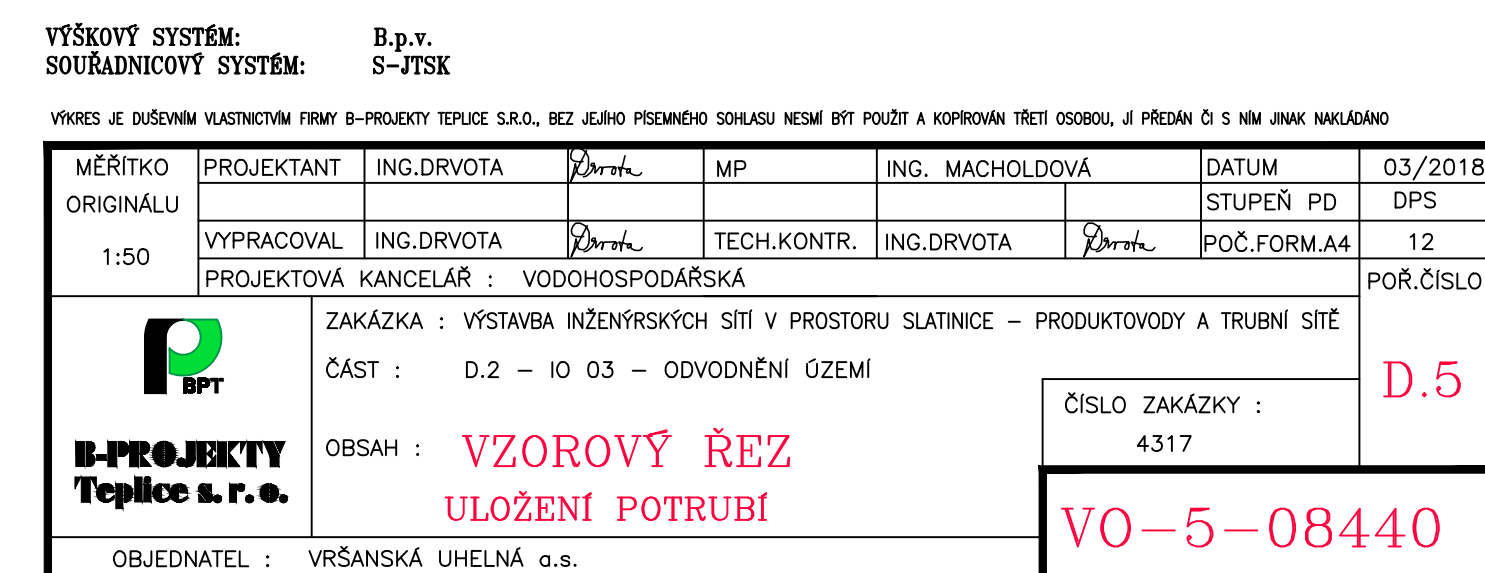 VÝŠKOVÝ SYSTÉM: B.p.v.
SOUŘADNICOVÝ SYSTÉM: S-JTSK
VÝKRES JE DUŠEVNÍM VLASTNICTVÍM FIRMY B-PROJEKTY TEPLICE S.R.O., BEZ JEJÍHO PÍSEMNÉHO SOHLASU NESMÍ BÝT POUŽIT A KOPÍROVÁN TŘETÍ OSOBOU, JÍ PŘEDÁN ČI S NÍM JINAK NAKLÁDÁNO
MĚŘÍTKO PROJEKTANT ING.DRVOTA Drvota MP ING. MACHOLDOVÁ DATUM 03/2018
ORIGINÁLU STUPEŇ PD DPS
1:50 VYPRACOVAL ING.DRVOTA Drvota TECH.KONTR. ING.DRVOTA Drvota POČ.FORM.A4 12
PROJEKTOVÁ KANCELÁŘ : VODOHOSPODÁŘSKÁ POŘ.ČÍSLO
ZAKÁZKA : VÝSTAVBA INŽENÝRSKÝCH SÍTÍ V PROSTORU SLATINICE – PRODUKTOVODY A TRUBNÍ SÍTĚ
BPT ČÁST : D.2 – IO 03 – ODVODNĚNÍ ÚZEMÍ D.5
ČÍSLO ZAKÁZKY :
B-PROJEKTY OBSAH : VZOROVÝ ŘEZ 4317
Teplice s.r.o. ULOŽENÍ POTRUBÍ VO-5-08440
OBJEDNATEL : VRŠANSKÁ UHELNÁ a.s.